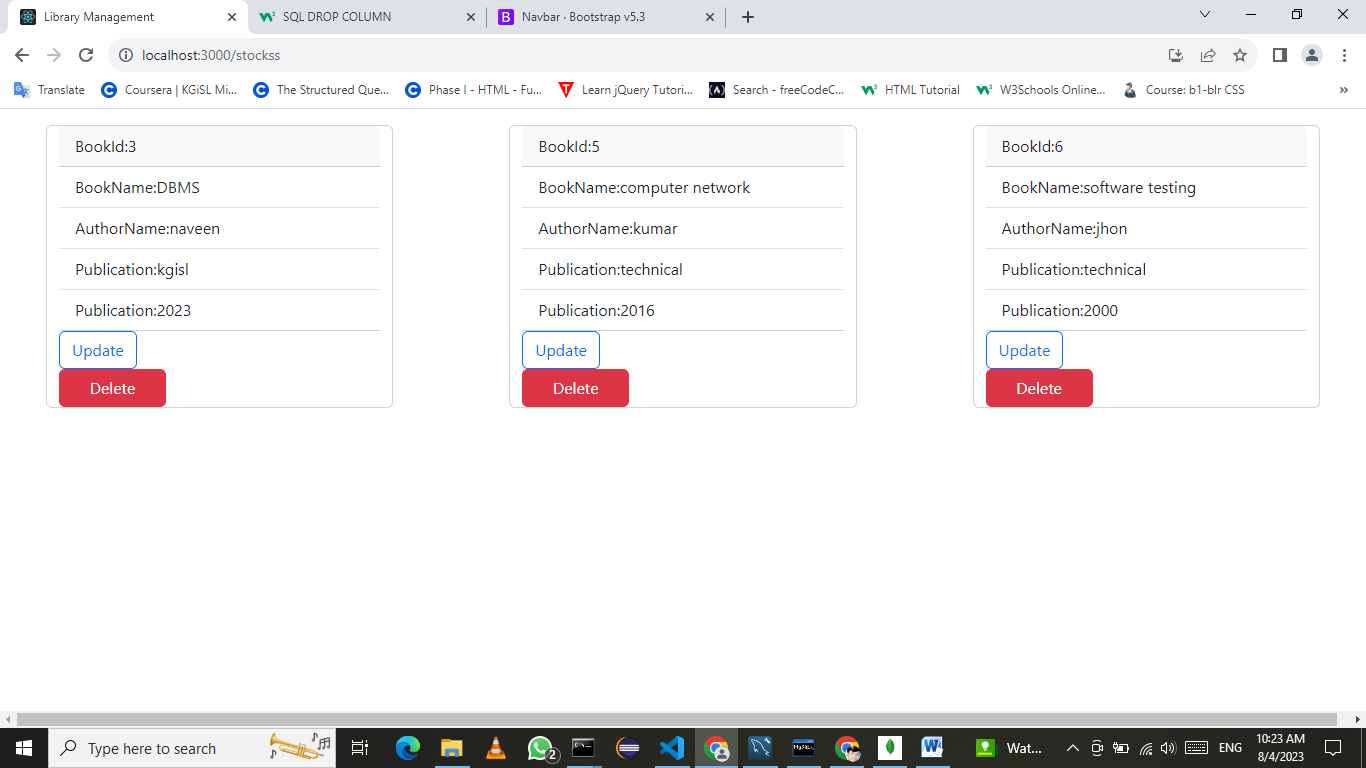 Library Management
SQL DROP COLUMN
Navbar · Bootstrap v5.3
localhost:3000/stockss
Translate
Coursera | KGiSL Mi...
The Structured Que...
Phase I - HTML - Fu...
Learn jQuery Tutori...
Search - freeCodeC...
HTML Tutorial
W3Schools Online...
Course: b1-blr CSS
»
BookId:3
BookName:DBMS
AuthorName:naveen
Publication:kgisl
Publication:2023
Update
Delete
BookId:5
BookName:computer network
AuthorName:kumar
Publication:technical
Publication:2016
Update
Delete
BookId:6
BookName:software testing
AuthorName:jhon
Publication:technical
Publication:2000
Update
Delete
Type here to search
2
Wat...
ENG
10:23 AM
8/4/2023